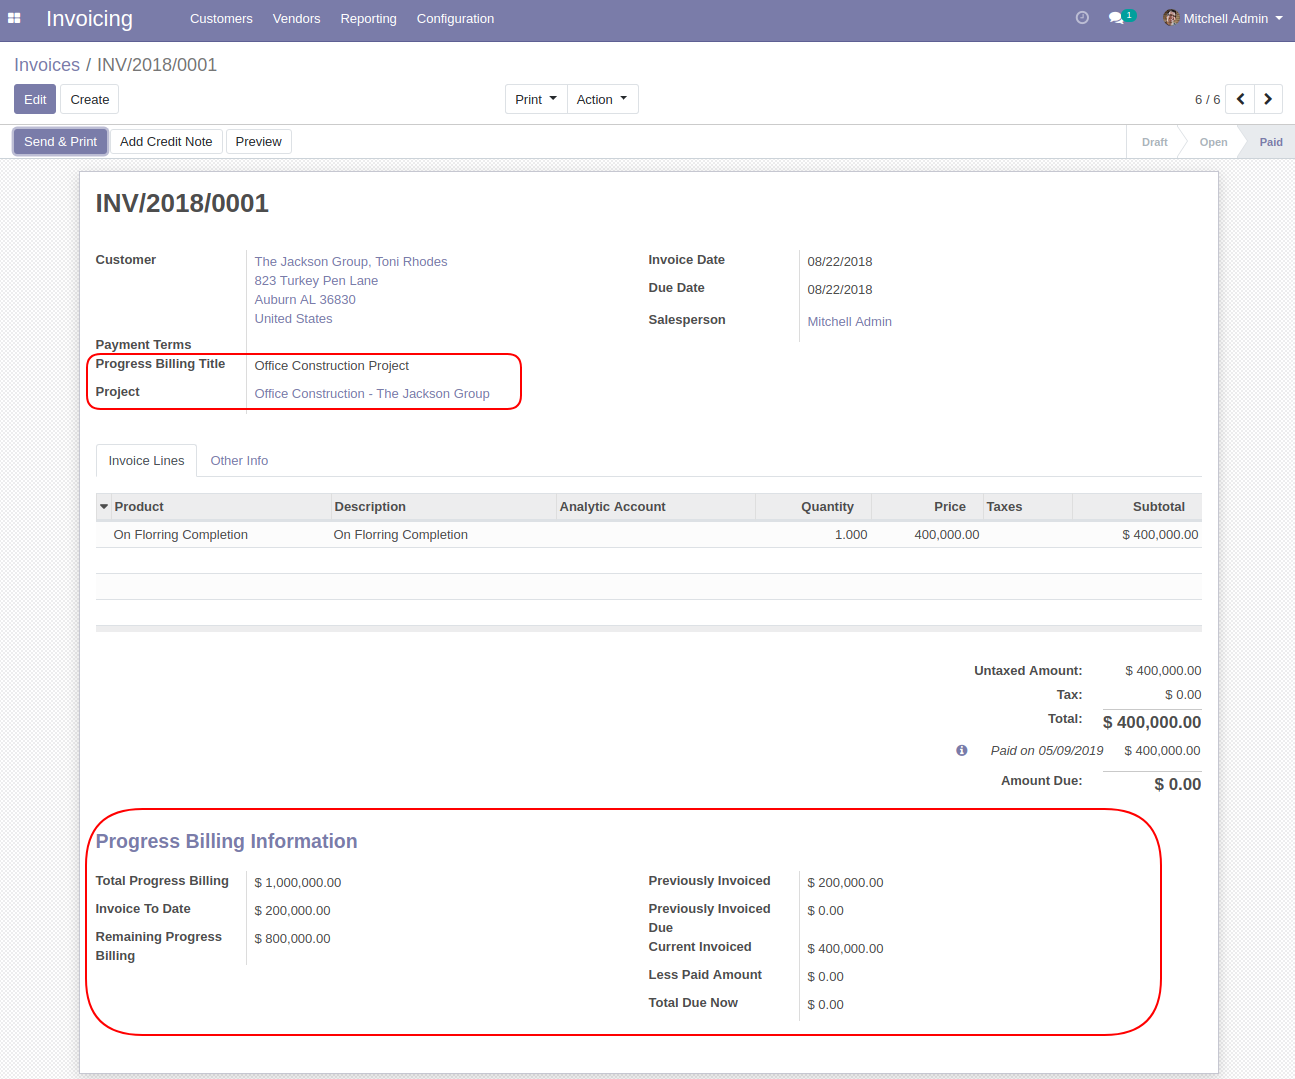 Invoicing Customers Vendors Reporting Configuration 1 Mitchell Admin
Invoices / INV/2018/0001
Edit Create Print Action 6 / 6
Send & Print Add Credit Note Preview Draft Open Paid
INV/2018/0001
Customer The Jackson Group, Toni Rhodes Invoice Date 08/22/2018
823 Turkey Pen Lane Due Date 08/22/2018
Auburn AL 36830
United States Salesperson Mitchell Admin
Payment Terms
Progress Billing Title Office Construction Project
Project Office Construction - The Jackson Group
Invoice Lines Other Info
Product Description Analytic Account Quantity Price Taxes Subtotal
On Florring Completion On Florring Completion 1.000 400,000.00 $ 400,000.00
Untaxed Amount: $ 400,000.00
Tax: $ 0.00
Total: $ 400,000.00
Paid on 05/09/2019 $ 400,000.00
Amount Due: $ 0.00
Progress Billing Information
Total Progress Billing $ 1,000,000.00 Previously Invoiced $ 200,000.00
Invoice To Date $ 200,000.00 Previously Invoiced Due $ 0.00
Remaining Progress Billing $ 800,000.00 Current Invoiced $ 400,000.00
Less Paid Amount $ 0.00
Total Due Now $ 0.00